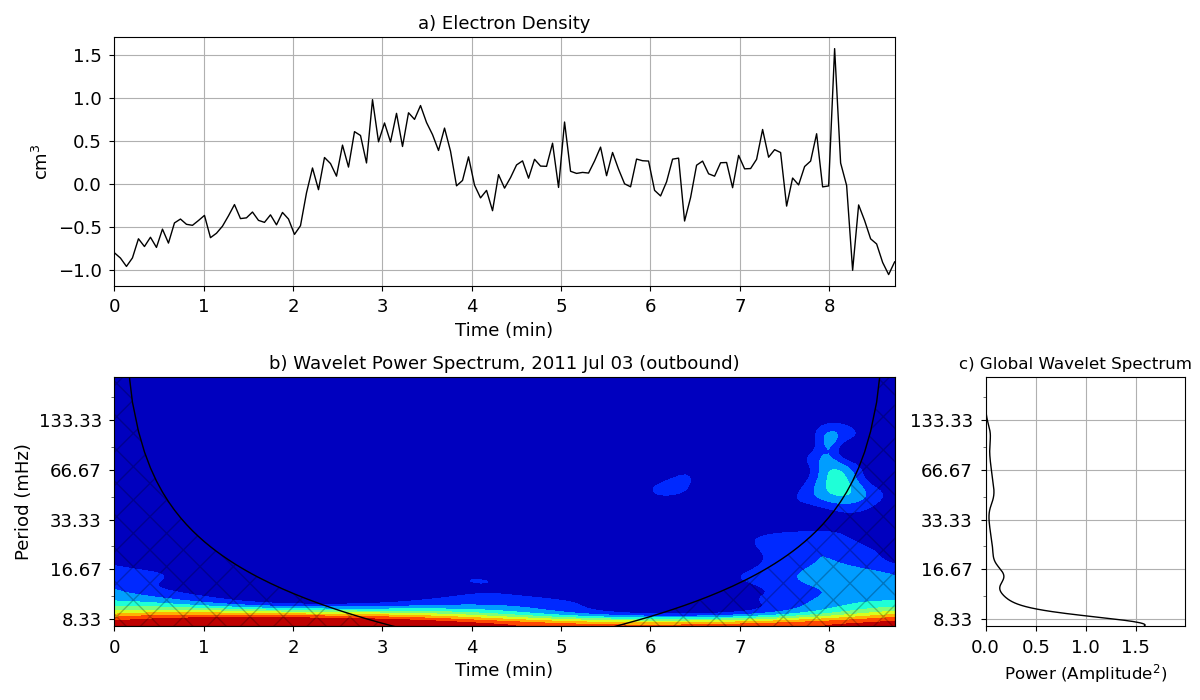 a) Electron Density
1.5
1.0
0.5
0.0
−0.5
−1.0
cm³
0 1 2 3 4 5 6 7 8
Time (min)
b) Wavelet Power Spectrum, 2011 Jul 03 (outbound)
133.33
66.67
33.33
16.67
8.33
Period (mHz)
0 1 2 3 4 5 6 7 8
Time (min)
c) Global Wavelet Spectrum
133.33
66.67
33.33
16.67
8.33
0.0 0.5 1.0 1.5
Power (Amplitude²)